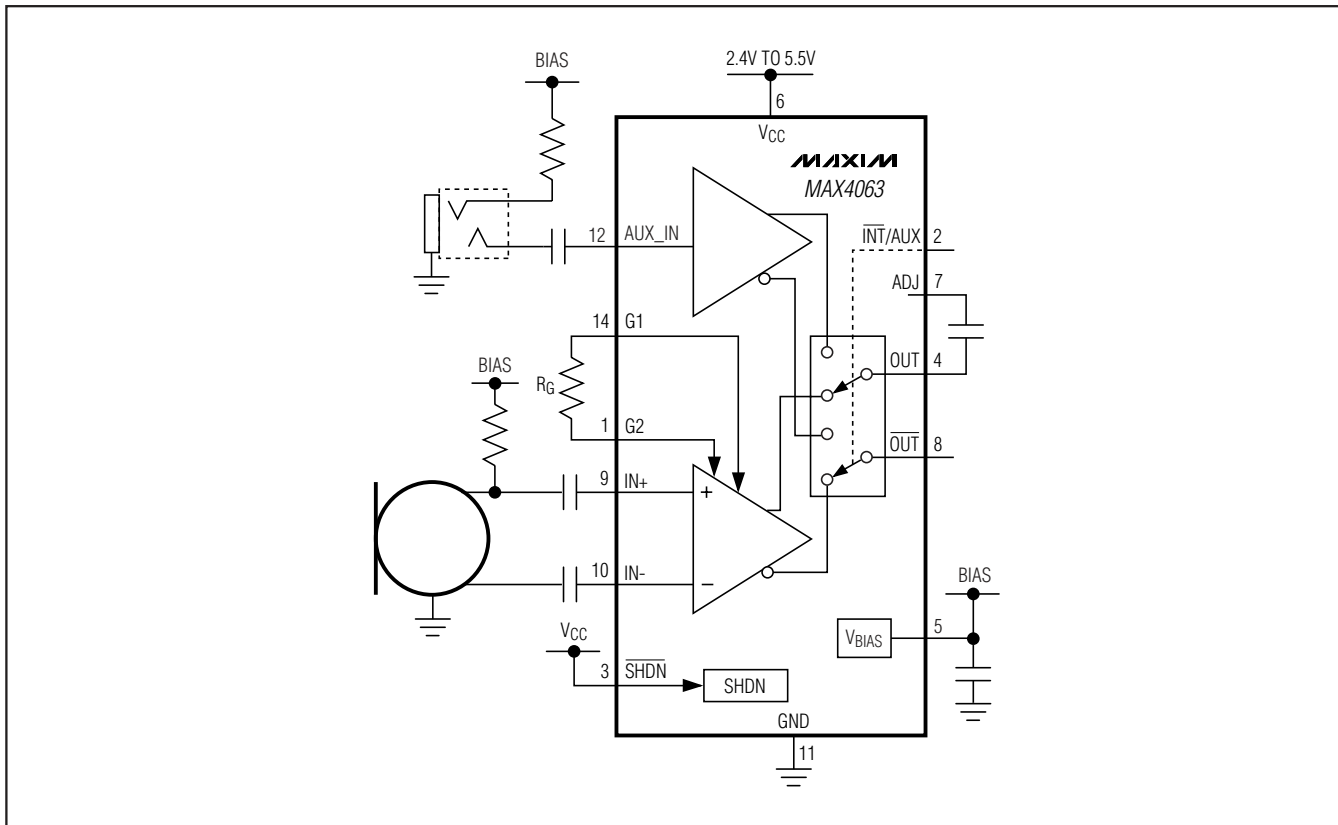 BIAS
2.4V TO 5.5V
6
VCC
MAXIM
MAX4063
12 AUX_IN
INT/AUX 2
ADJ 7
14 G1
BIAS
RG
OUT 4
1 G2
OUT 8
9 IN+
+
10 IN-
−
BIAS
VCC
VBIAS 5
3 SHDN
SHDN
GND
11